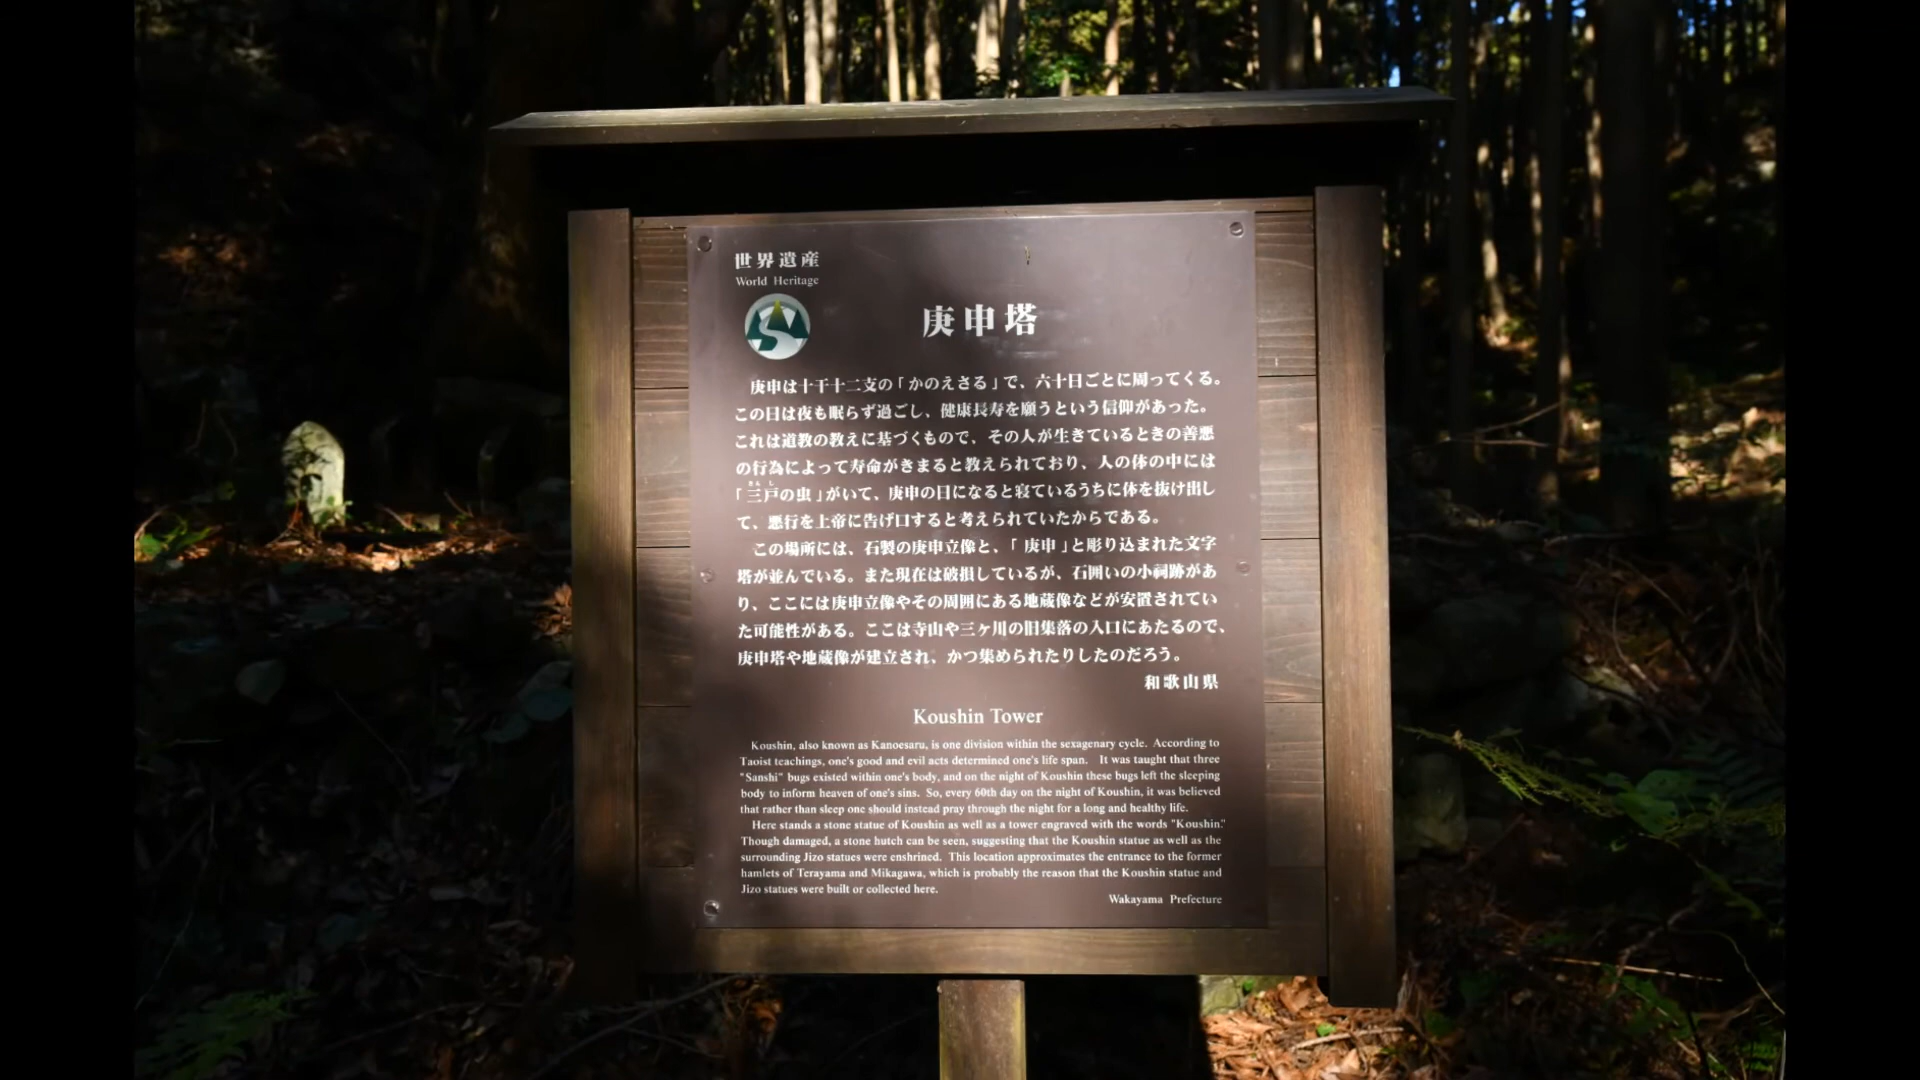 世界遺産
World Heritage
庚申塔
庚申は十干十二支の「かのえさる」で、六十日ごとに周ってくる。
この日は夜も眠らず過ごし、健康長寿を願うという信仰があった。
これは道教の教えに基づくもので、その人が生きているときの善悪
の行為によって寿命がきまると教えられており、人の体の中には
さん し
「三戸の虫」がいて、庚申の日になると寝ているうちに体を抜け出し
て、悪行を上帝に告げ口すると考えられていたからである。
この場所には、石製の庚申立像と、「庚申」と彫り込まれた文字
塔が並んでいる。また現在は破損しているが、石囲いの小祠跡があ
り、ここには庚申立像やその周囲にある地蔵像などが安置されてい
た可能性がある。ここは寺山や三ヶ川の旧集落の入口にあたるので、
庚申塔や地蔵像が建立され、かつ集められたりしたのだろう。
和歌山県
Koushin Tower
Koushin, also known as Kanoesaru, is one division within the sexagenary cycle. According to
Taoist teachings, one's good and evil acts determined one's life span. It was taught that three
"Sanshi" bugs existed within one's body, and on the night of Koushin these bugs left the sleeping
body to inform heaven of one's sins. So, every 60th day on the night of Koushin, it was believed
that rather than sleep one should instead pray through the night for a long and healthy life.
Here stands a stone statue of Koushin as well as a tower engraved with the words "Koushin."
Though damaged, a stone hutch can be seen, suggesting that the Koushin statue as well as the
surrounding Jizo statues were enshrined. This location approximates the entrance to the former
hamlets of Terayama and Mikagawa, which is probably the reason that the Koushin statue and
Jizo statues were built or collected here.
Wakayama Prefecture